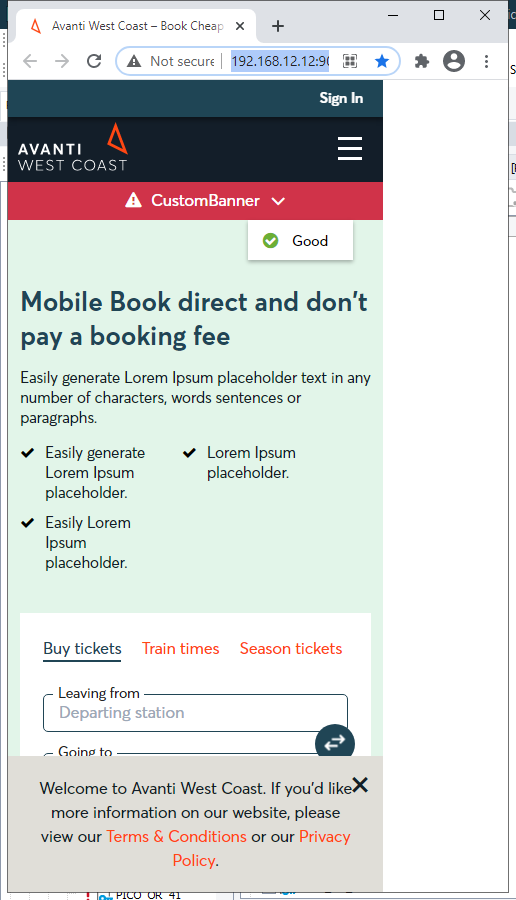 Avanti West Coast – Book Cheap
Not secure
192.168.12.12:90
Sign In
AVANTI
WEST COAST
CustomBanner
Good
Mobile Book direct and don't
pay a booking fee
Easily generate Lorem Ipsum placeholder text in any
number of characters, words sentences or
paragraphs.
Easily generate
Lorem Ipsum
placeholder.
Lorem Ipsum
placeholder.
Easily Lorem
Ipsum
placeholder.
Buy tickets Train times Season tickets
Leaving from
Departing station
Going to
Welcome to Avanti West Coast. If you'd like
more information on our website, please
view our Terms & Conditions or our Privacy
Policy.